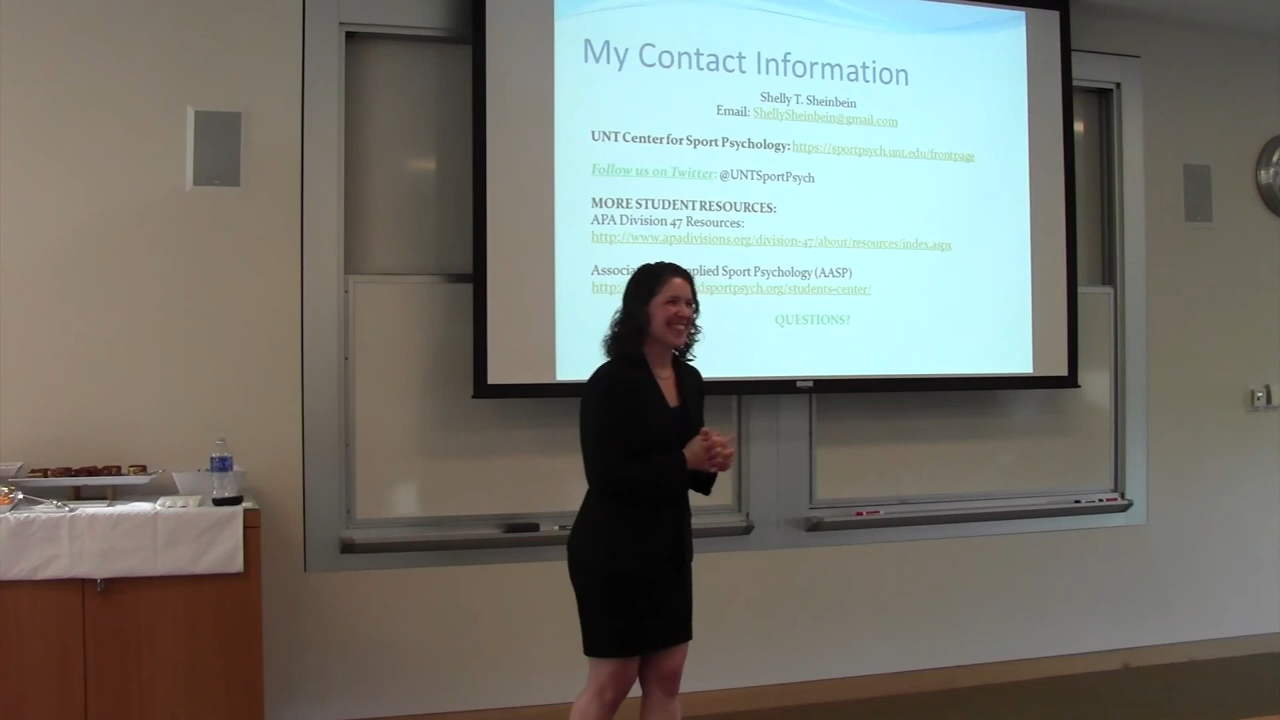 My Contact Information
Shelly T. Sheinbein
Email: ShellySheinbein@gmail.com
UNT Center for Sport Psychology: https://sportpsych.unt.edu/frontpage
Follow us on Twitter: @UNTSportPsych
MORE STUDENT RESOURCES:
APA Division 47 Resources:
http://www.apadivisions.org/division-47/about/resources/index.aspx
Associa plied Sport Psychology (AASP)
http: dsportpsych.org/students-center/
QUESTIONS?